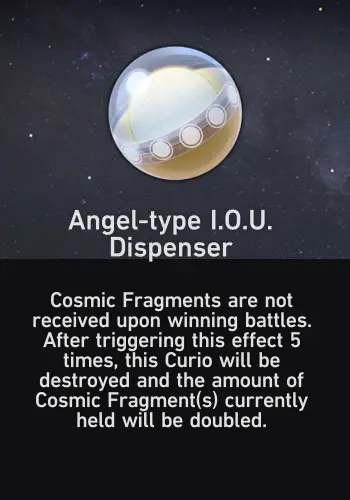 Angel-type I.O.U.
Dispenser
Cosmic Fragments are not
received upon winning battles.
After triggering this effect 5
times, this Curio will be
destroyed and the amount of
Cosmic Fragment(s) currently
held will be doubled.